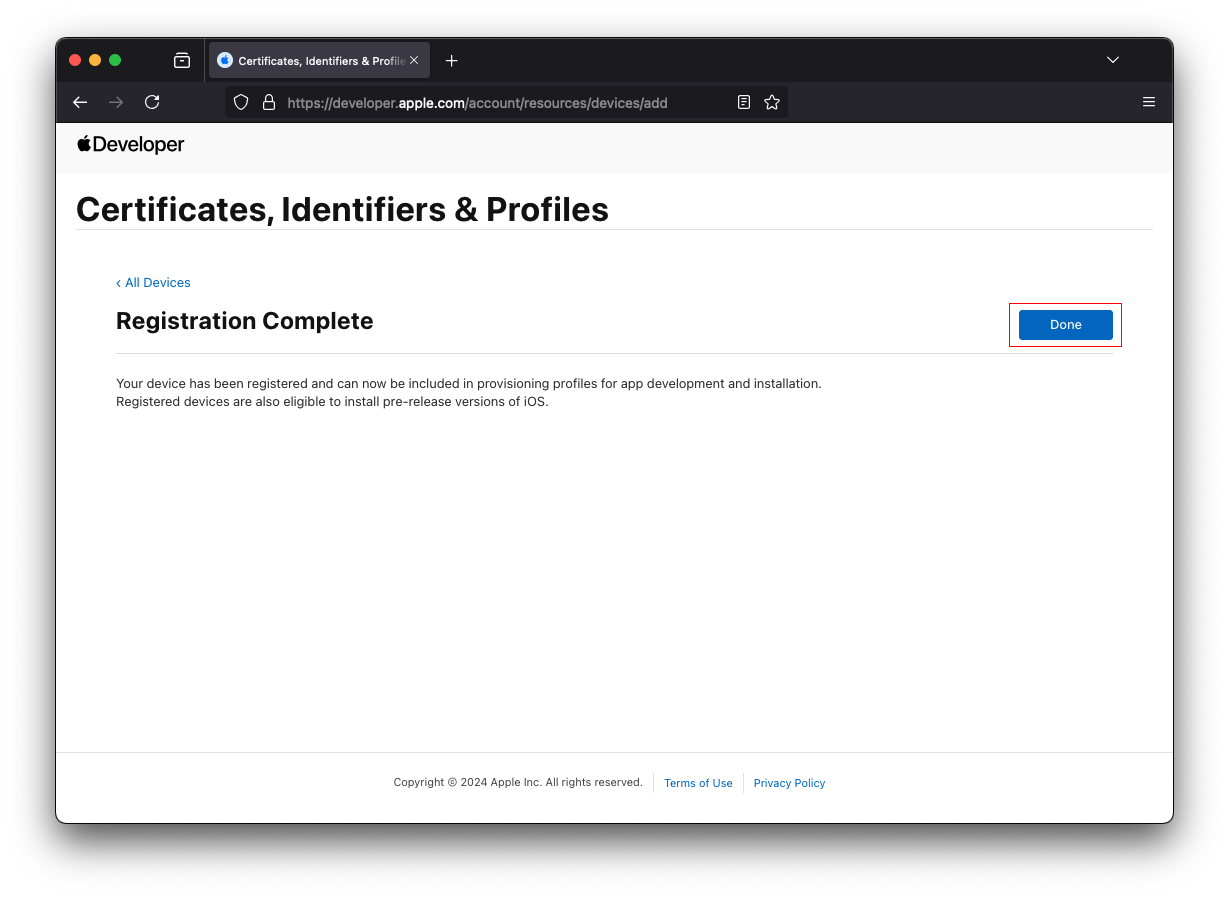 Certificates, Identifiers & Profile
https://developer.apple.com/account/resources/devices/add
Developer
Certificates, Identifiers & Profiles
‹ All Devices
Registration Complete
Done
Your device has been registered and can now be included in provisioning profiles for app development and installation.
Registered devices are also eligible to install pre-release versions of iOS.
Copyright © 2024 Apple Inc. All rights reserved. Terms of Use Privacy Policy